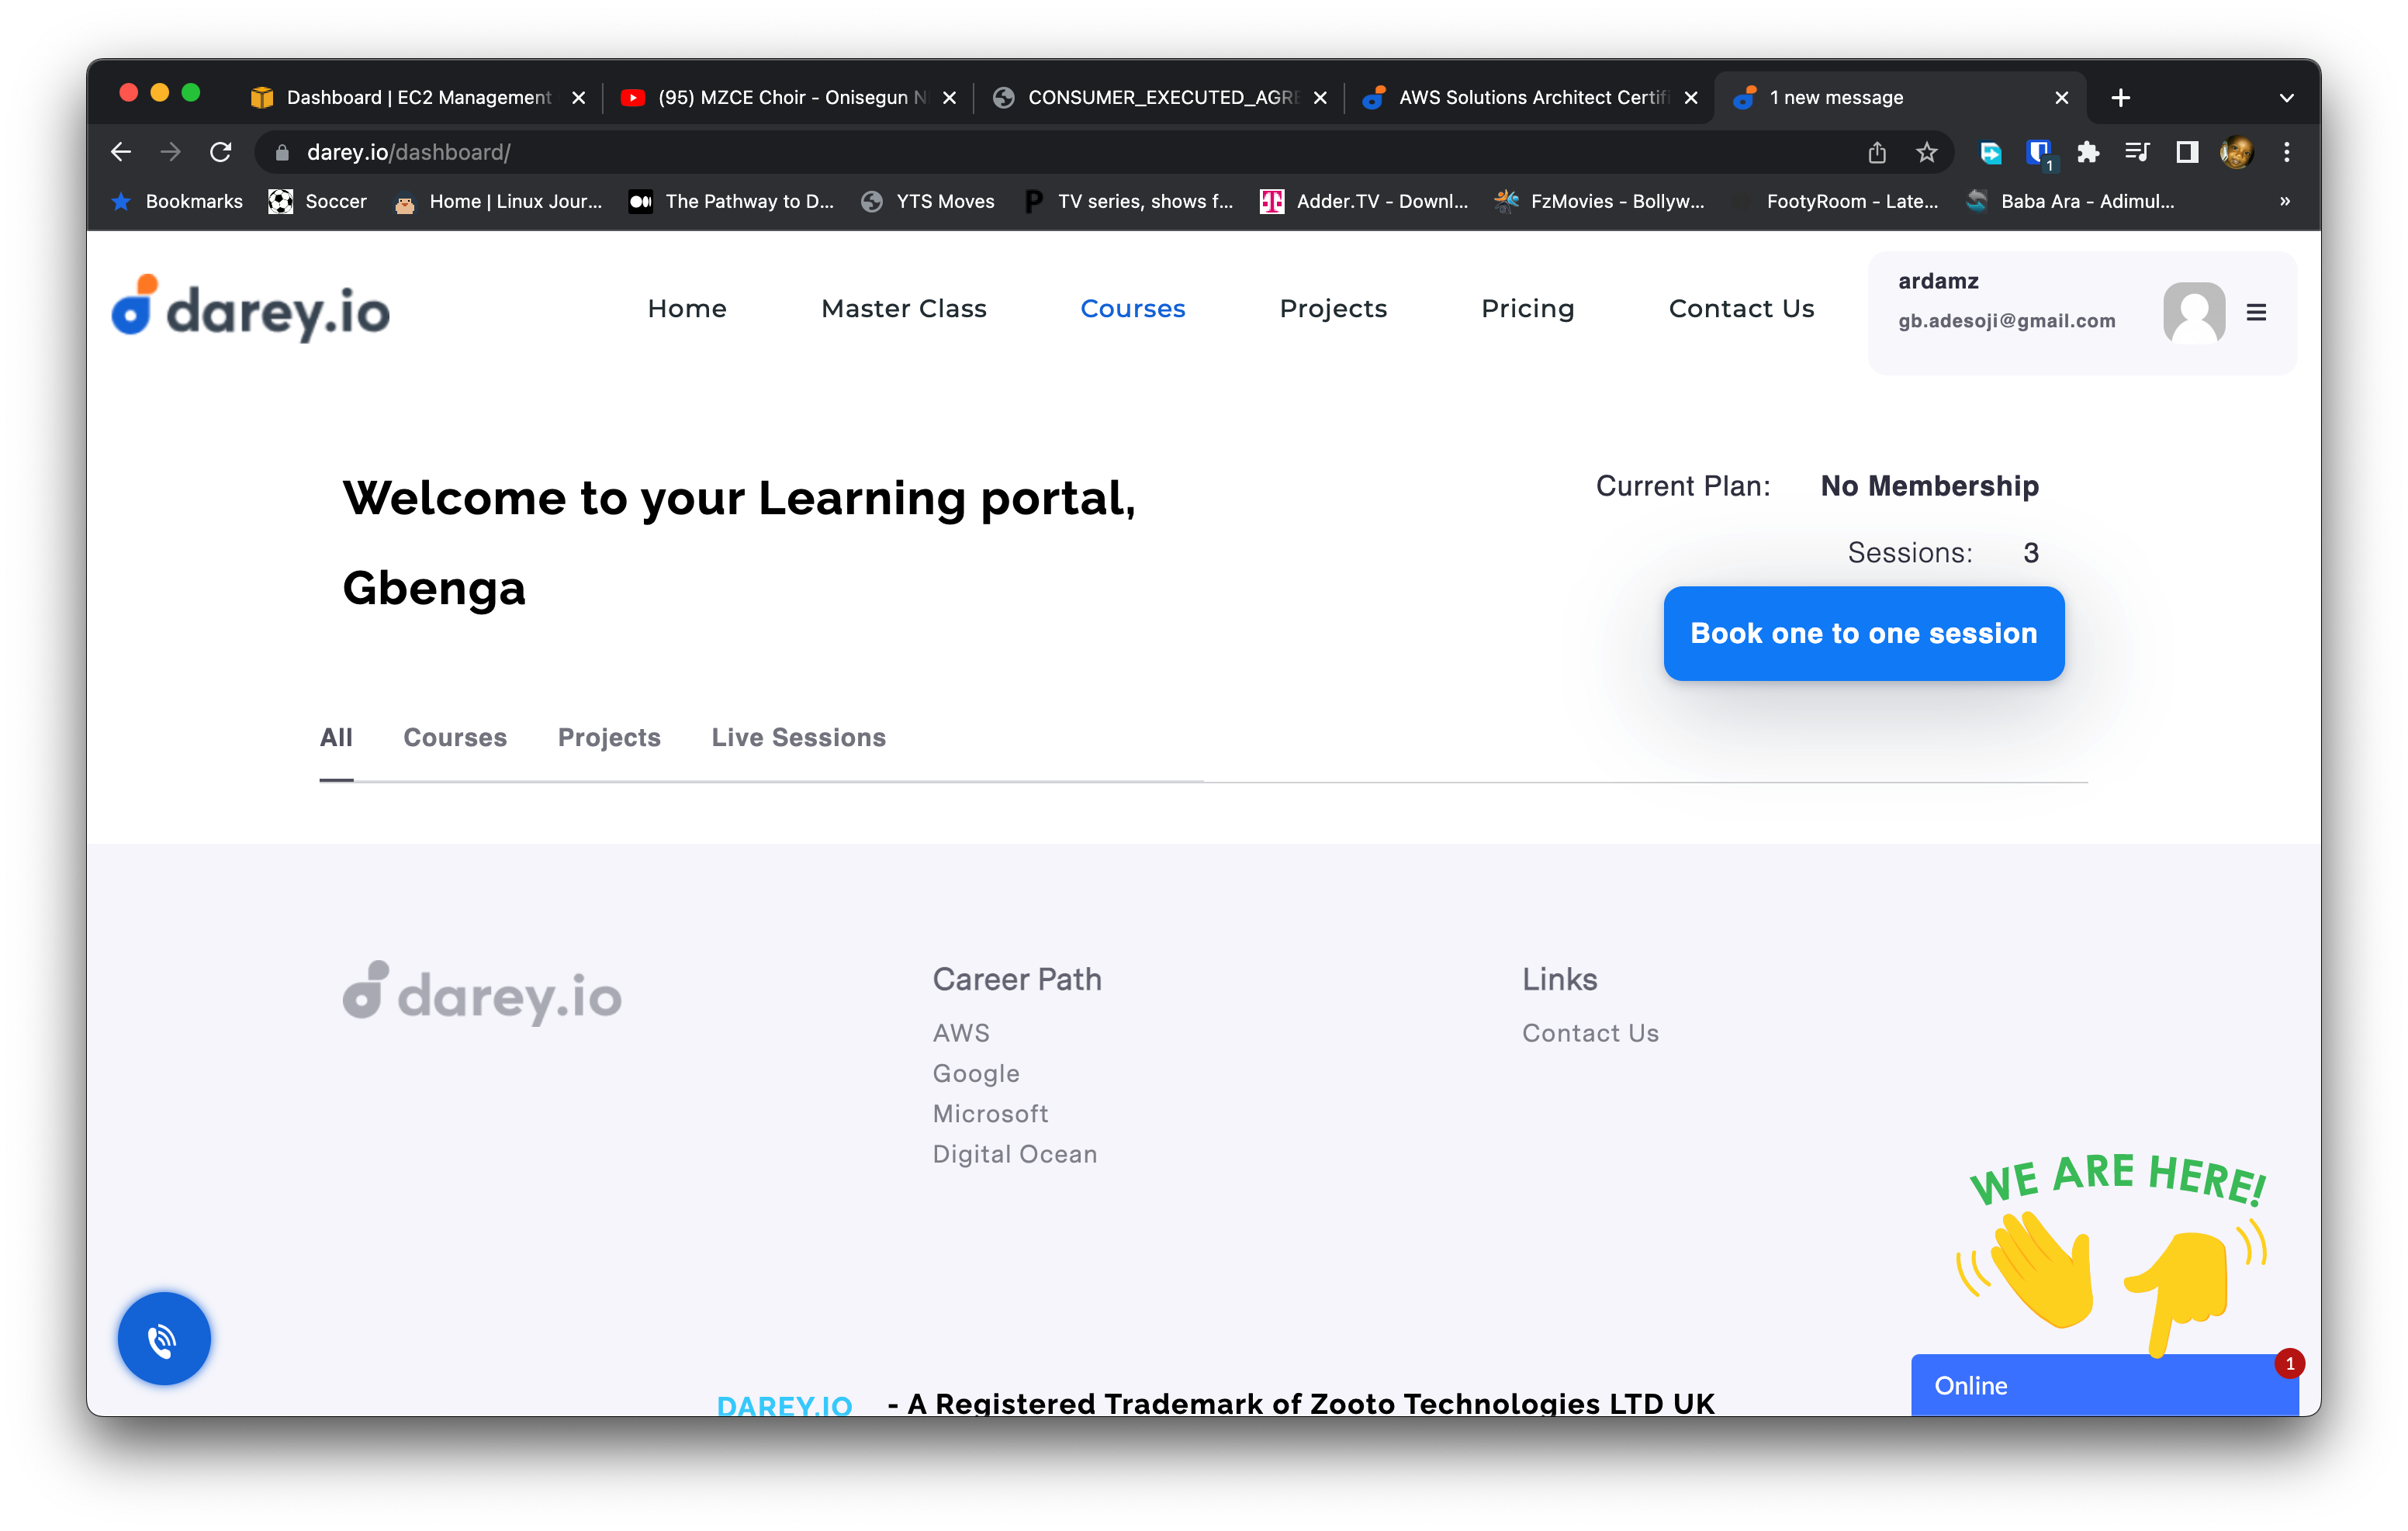 Dashboard | EC2 Management
(95) MZCE Choir - Onisegun N
CONSUMER_EXECUTED_AGRE
AWS Solutions Architect Certifi
1 new message
darey.io/dashboard/
1
Bookmarks
Soccer
Home | Linux Jour...
The Pathway to D...
YTS Moves
TV series, shows f...
Adder.TV - Downl...
FzMovies - Bollyw...
FootyRoom - Late...
Baba Ara - Adimul...
»
darey.io
Home
Master Class
Courses
Projects
Pricing
Contact Us
ardamz
gb.adesoji@gmail.com
Welcome to your Learning portal,
Gbenga
Current Plan: No Membership
Sessions: 3
Book one to one session
All
Courses
Projects
Live Sessions
darey.io
Career Path
AWS
Google
Microsoft
Digital Ocean
Links
Contact Us
WE ARE HERE!
1
Online
DAREY.IO - A Registered Trademark of Zooto Technologies LTD UK